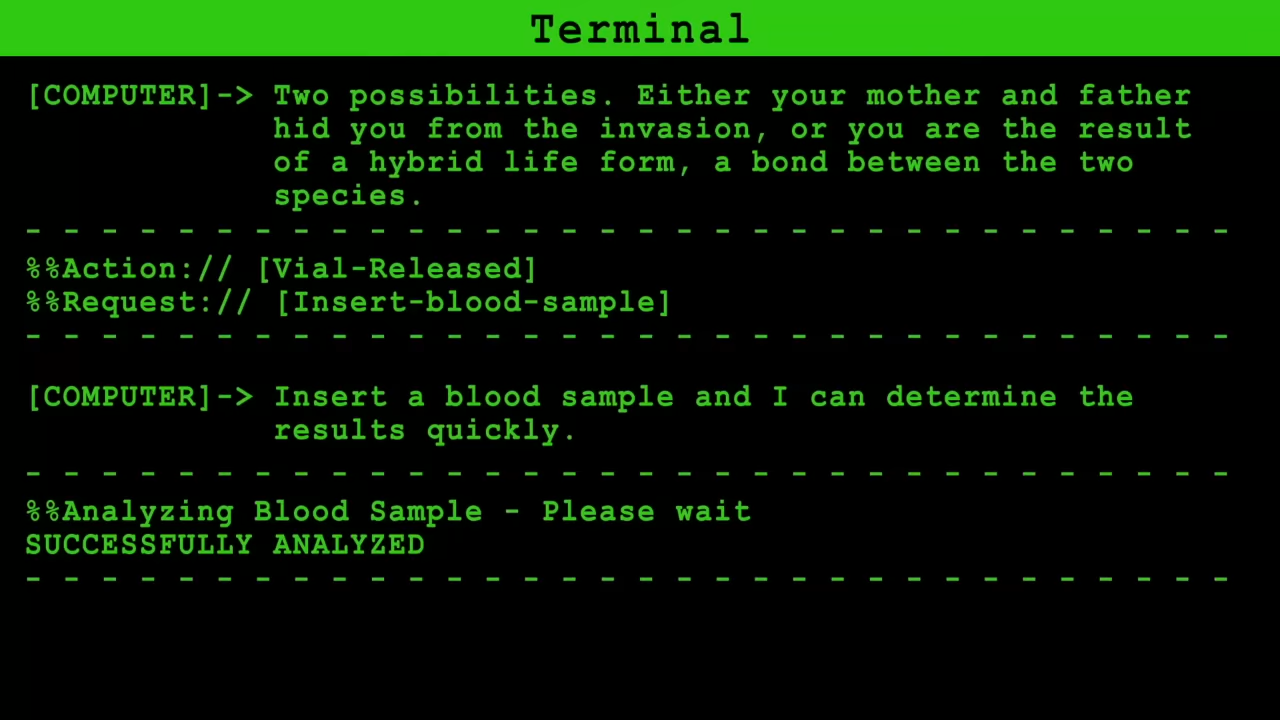 Terminal
[COMPUTER]-> Two possibilities. Either your mother and father
hid you from the invasion, or you are the result
of a hybrid life form, a bond between the two
species.
- - - - - - - - - - - - - - - - - - - - - - - - - - - - - - - -
%%Action:// [Vial-Released]
%%Request:// [Insert-blood-sample]
- - - - - - - - - - - - - - - - - - - - - - - - - - - - - - - -
[COMPUTER]-> Insert a blood sample and I can determine the
results quickly.
- - - - - - - - - - - - - - - - - - - - - - - - - - - - - - - -
%%Analyzing Blood Sample - Please wait
SUCCESSFULLY ANALYZED
- - - - - - - - - - - - - - - - - - - - - - - - - - - - - - - -